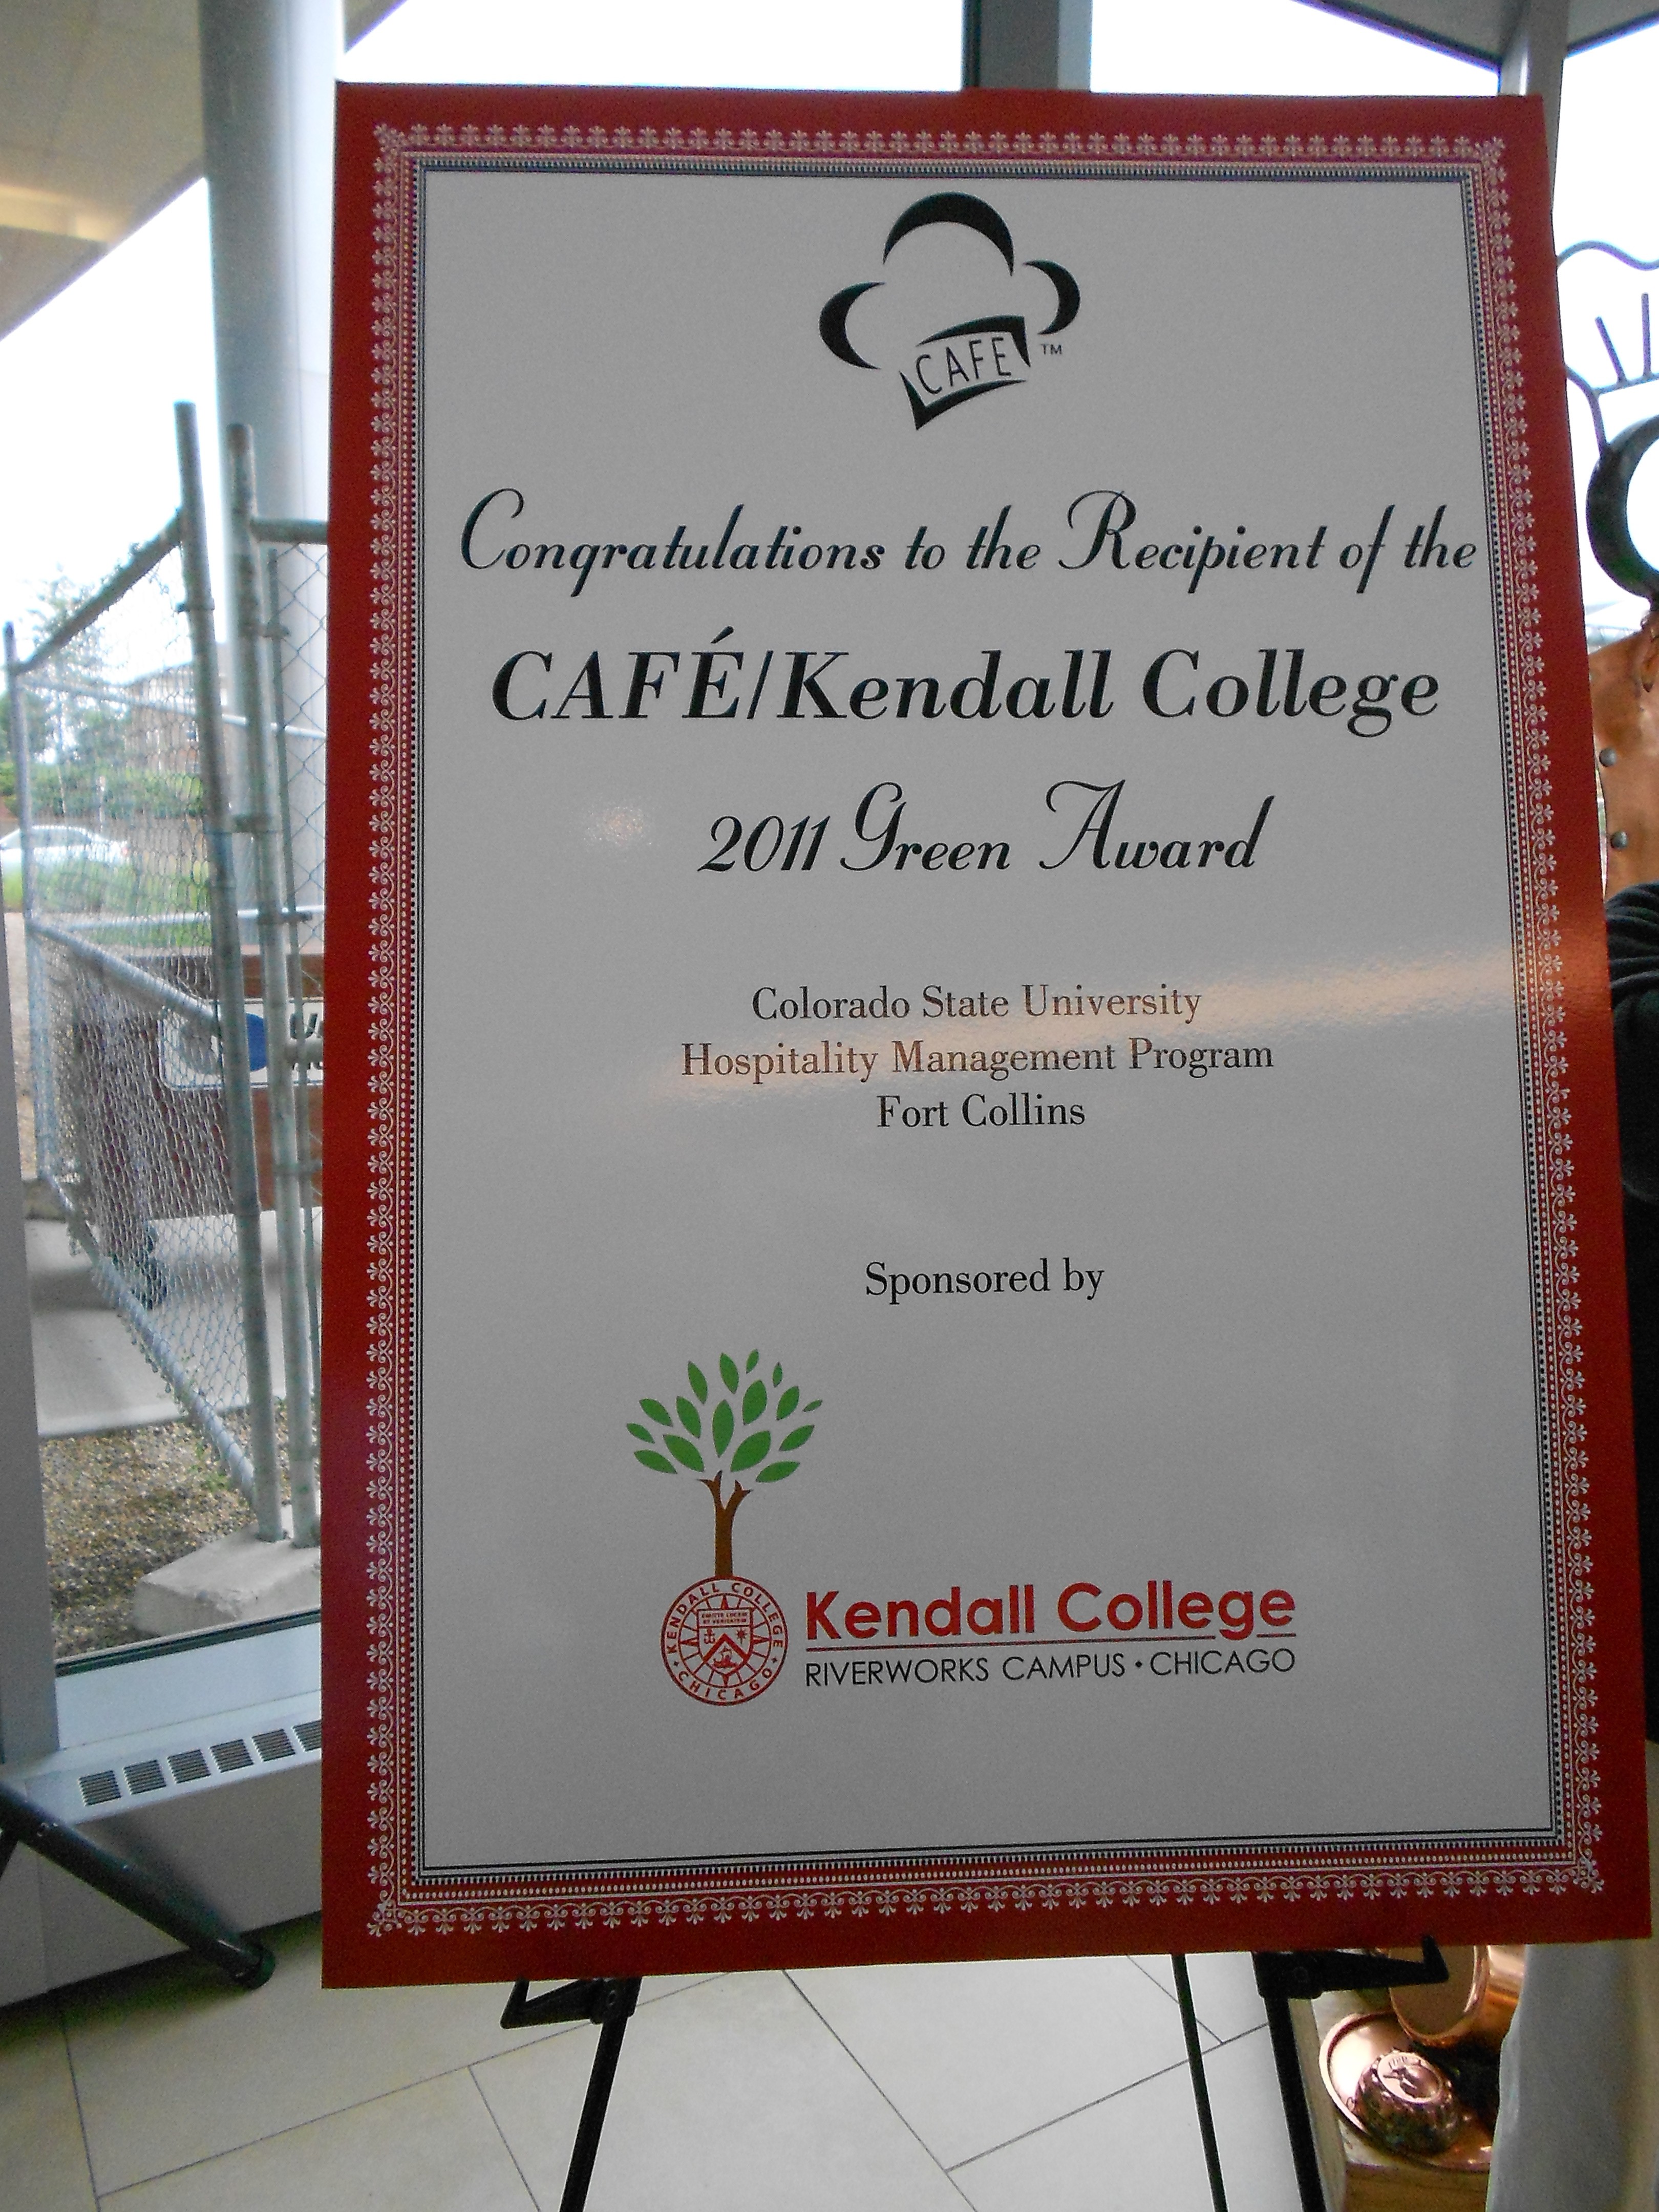 CAFE ™
Congratulations to the Recipient of the
CAFÉ/Kendall College
2011 Green Award
Colorado State University
Hospitality Management Program
Fort Collins
Sponsored by
KENDALL COLLEGE
CHICAGO
Kendall College
RIVERWORKS CAMPUS • CHICAGO